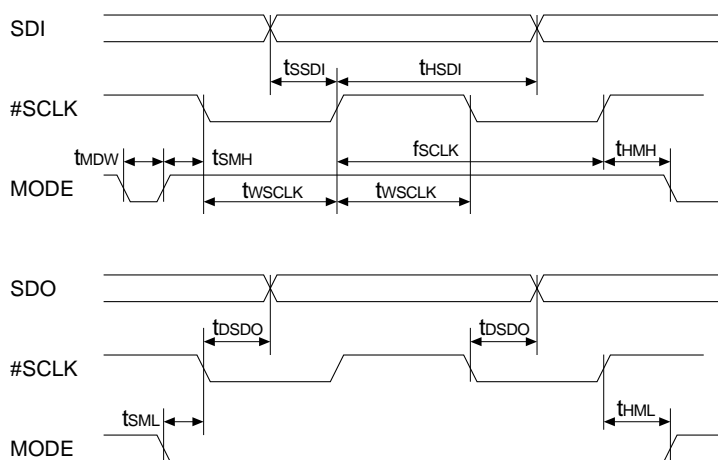 SDI
tSSDI tHSDI
#SCLK
tMDW tSMH fSCLK tHMH
MODE
tWSCLK tWSCLK
SDO
tDSDO tDSDO
#SCLK
tSML tHML
MODE